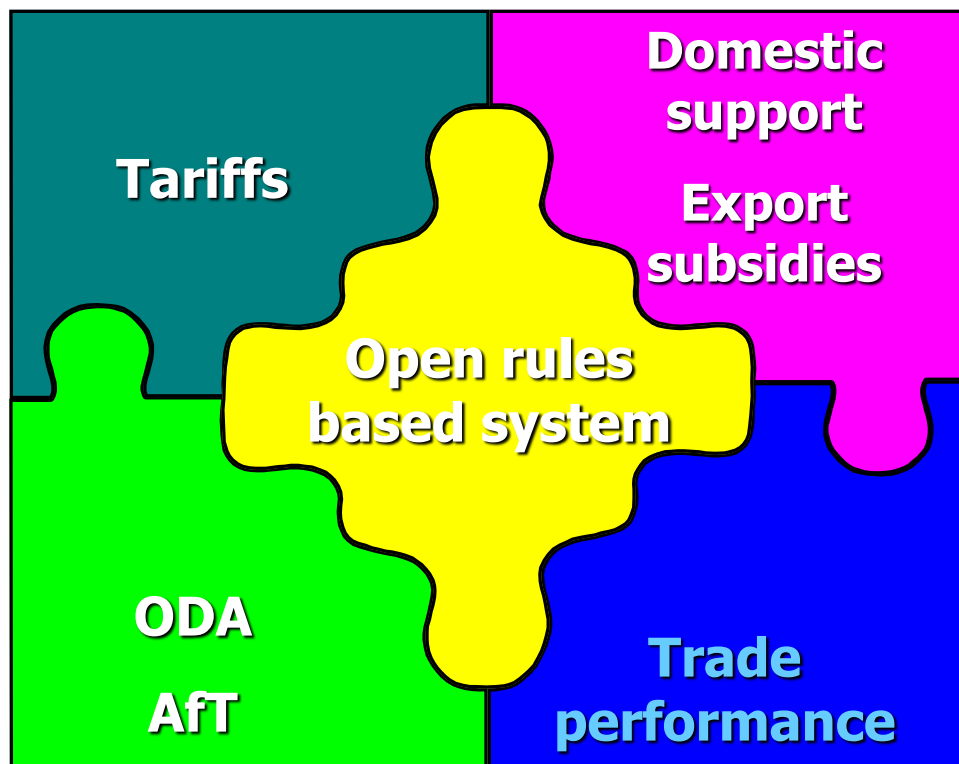 Tariffs
Domestic
support
Export
subsidies
Open rules
based system
ODA
AfT
Trade
performance